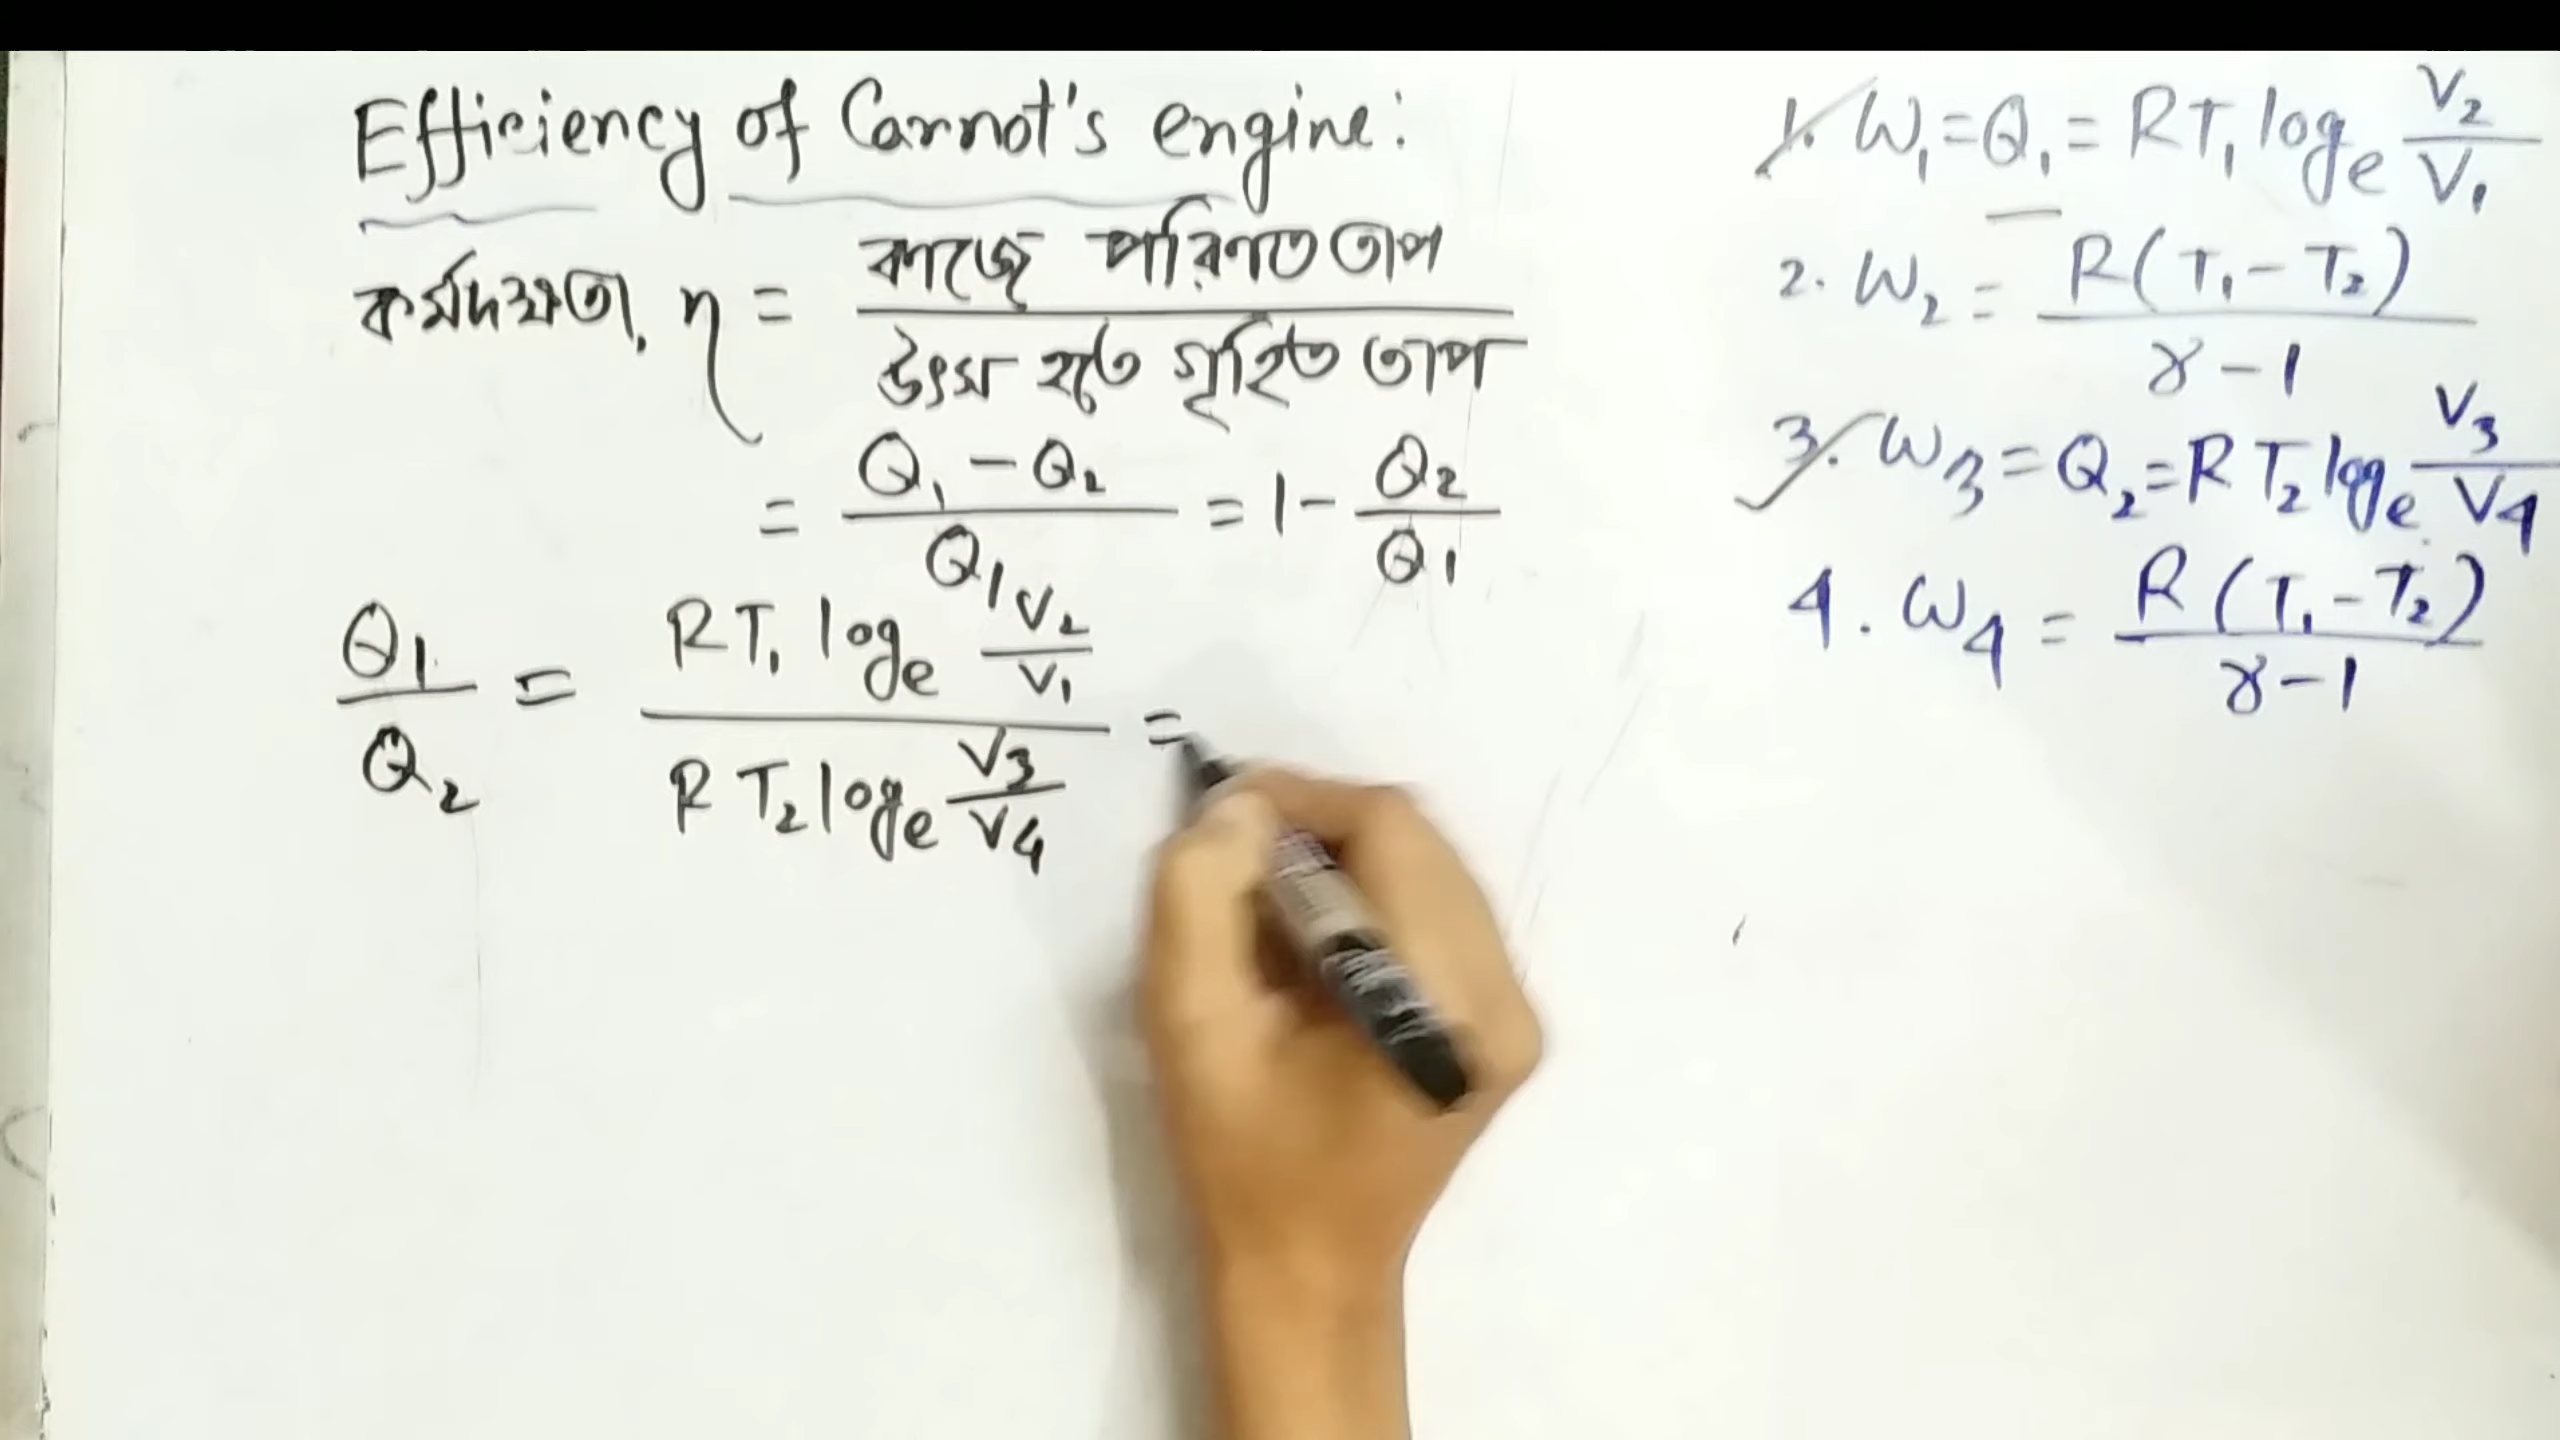 Efficiency of Carnot's engine:
কর্মদক্ষতা, η = কাজে পরিণত তাপ / উৎস হতে গৃহিত তাপ
= Q₁ - Q₂ / Q₁ = 1 - Q₂ / Q₁
Q₁ / Q₂ = RT₁ logₑ V₂/V₁ / RT₂ logₑ V₃/V₄ =
1. W₁ = Q₁ = RT₁ logₑ V₂/V₁
2. W₂ = R(T₁ - T₂) / γ - 1
3. W₃ = Q₂ = RT₂ logₑ V₃/V₄
4. W₄ = R(T₁ - T₂) / γ - 1